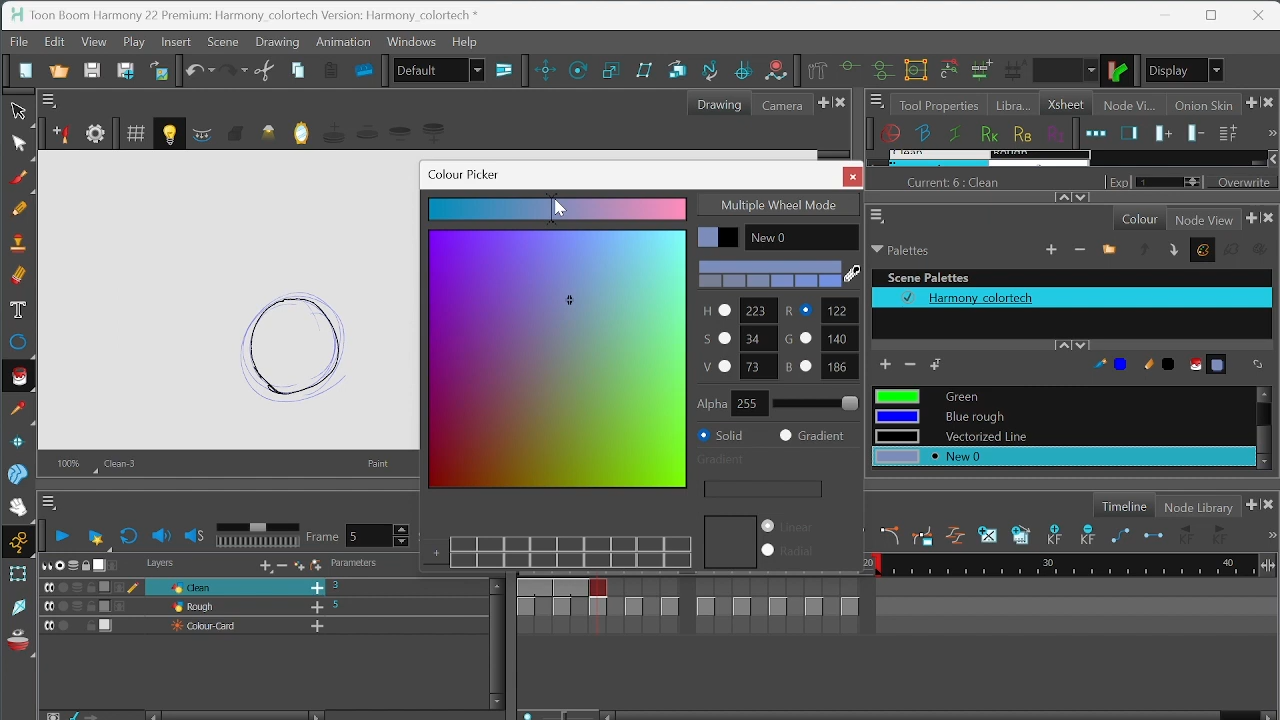 Toon Boom Harmony 22 Premium: Harmony_colortech Version: Harmony_colortech *
File Edit View Play Insert Scene Drawing Animation Windows Help
Default Display
Drawing Camera Tool Properties Libra... Xsheet Node Vi... Onion Skin
Current: 6 : Clean Exp 1 Overwrite
Colour Picker
Multiple Wheel Mode
New 0
H 223 R 122
S 34 G 140
V 73 B 186
Alpha 255
Solid Gradient
Gradient
Linear
Radial
Colour Node View
Palettes
Scene Palettes
Harmony_colortech
Green
Blue rough
Vectorized Line
New 0
100% Clean-3 Paint
Timeline Node Library
Frame 5
Layers Parameters
Clean 3
Rough 5
Colour-Card
20 30 40